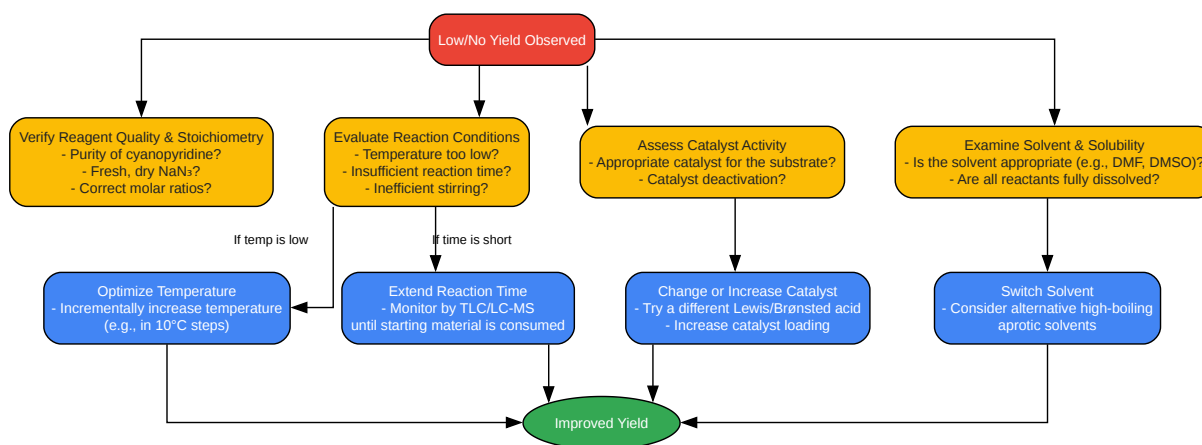 Low/No Yield Observed
Verify Reagent Quality & Stoichiometry
- Purity of cyanopyridine?
- Fresh, dry NaN₃?
- Correct molar ratios?
Evaluate Reaction Conditions
- Temperature too low?
- Insufficient reaction time?
- Inefficient stirring?
Assess Catalyst Activity
- Appropriate catalyst for the substrate?
- Catalyst deactivation?
Examine Solvent & Solubility
- Is the solvent appropriate (e.g., DMF, DMSO)?
- Are all reactants fully dissolved?
If temp is low
If time is short
Optimize Temperature
- Incrementally increase temperature
(e.g., in 10°C steps)
Extend Reaction Time
- Monitor by TLC/LC-MS
until starting material is consumed
Change or Increase Catalyst
- Try a different Lewis/Brønsted acid
- Increase catalyst loading
Switch Solvent
- Consider alternative high-boiling
aprotic solvents
Improved Yield